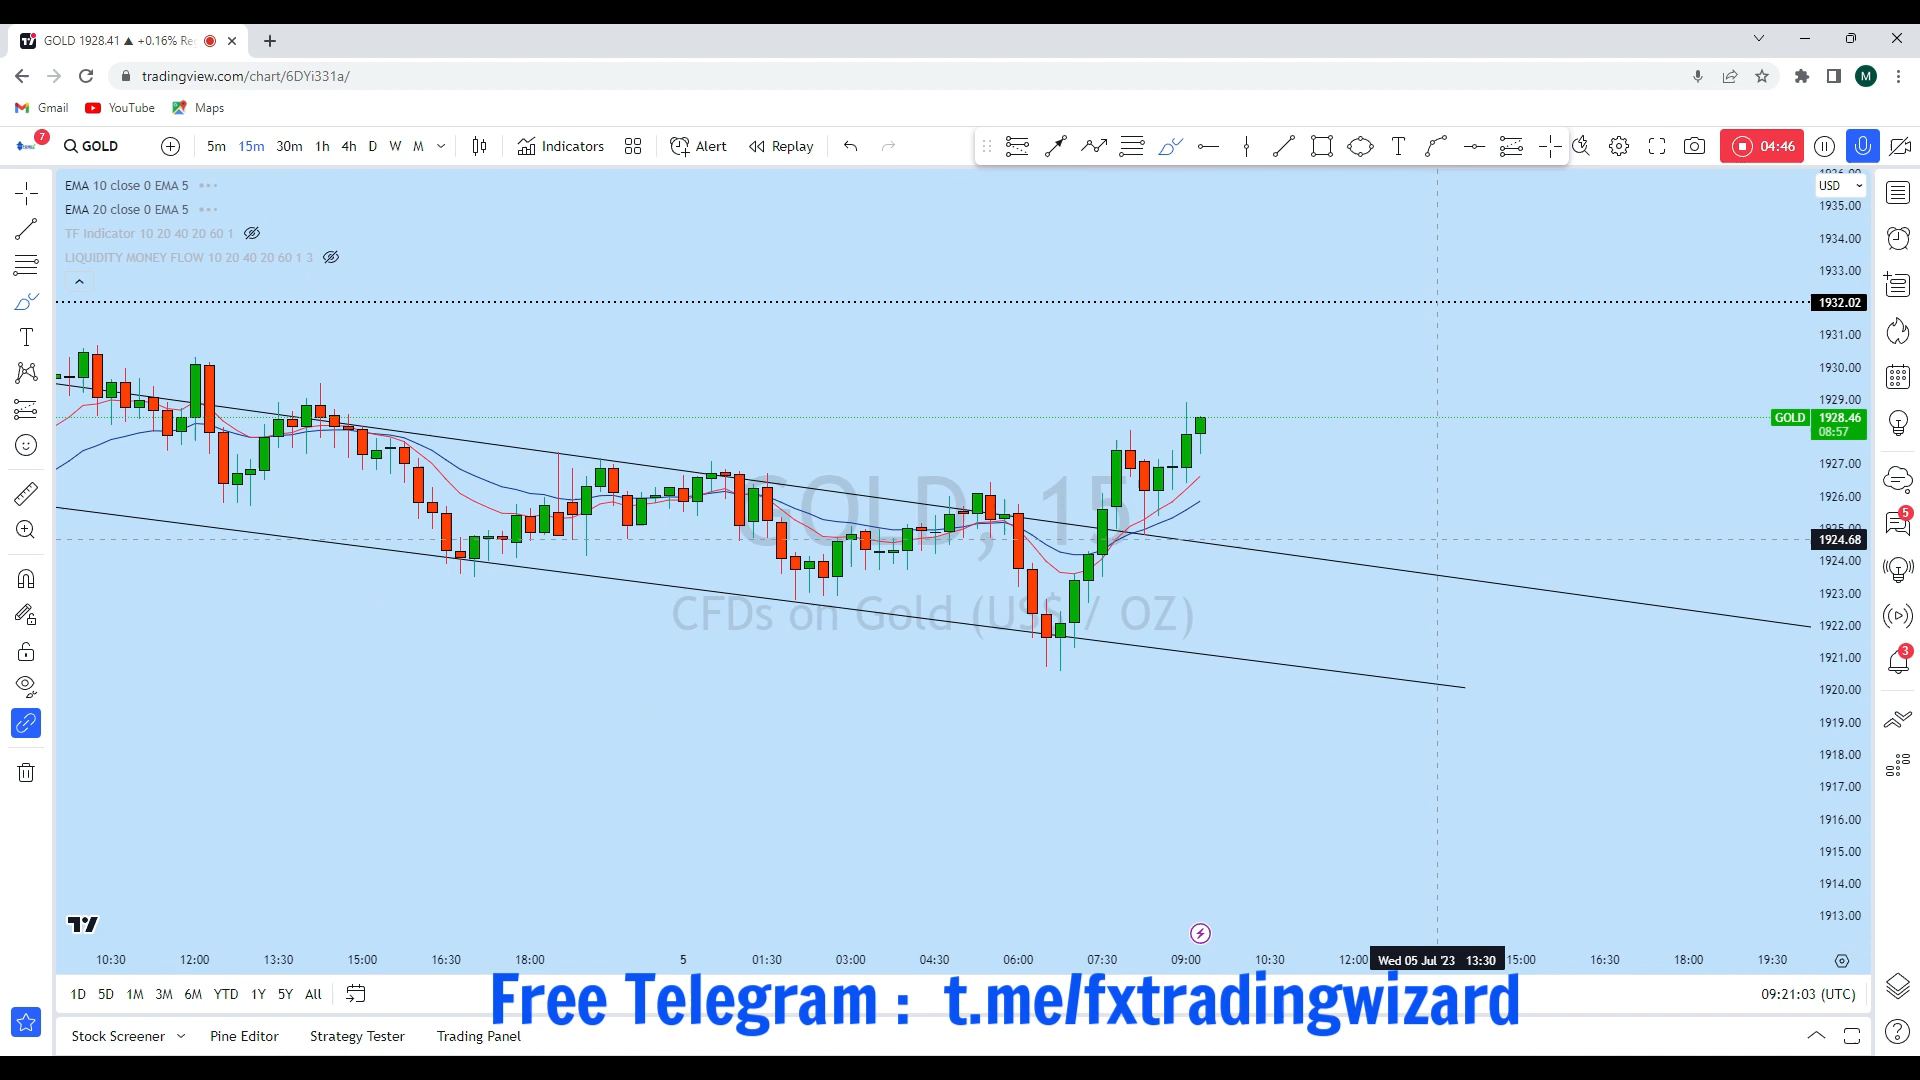 GOLD 1928.41 ▲ +0.16% Re
tradingview.com/chart/6DYi331a/
Gmail YouTube Maps M
7 GOLD 5m 15m 30m 1h 4h D W M Indicators Alert Replay T 04:46
EMA 10 close 0 EMA 5
EMA 20 close 0 EMA 5
TF Indicator 10 20 40 20 60 1
LIQUIDITY MONEY FLOW 10 20 40 20 60 1 3
USD
1935.00
1934.00
1933.00
1932.02
1931.00
1930.00
1929.00
GOLD 1928.46
08:57
1927.00
1926.00
1924.68
1924.00
1923.00
1922.00
1921.00
1920.00
1919.00
1918.00
1917.00
1916.00
1915.00
1914.00
1913.00
GOLD, 15
CFDs on Gold (US$ / OZ)
5
3
10:30 12:00 13:30 15:00 16:30 18:00 5 01:30 03:00 04:30 06:00 07:30 09:00 10:30 12:00 Wed 05 Jul '23 13:30 15:00 16:30 18:00 19:30
1D 5D 1M 3M 6M YTD 1Y 5Y All
09:21:03 (UTC)
Free Telegram : t.me/fxtradingwizard
Stock Screener Pine Editor Strategy Tester Trading Panel